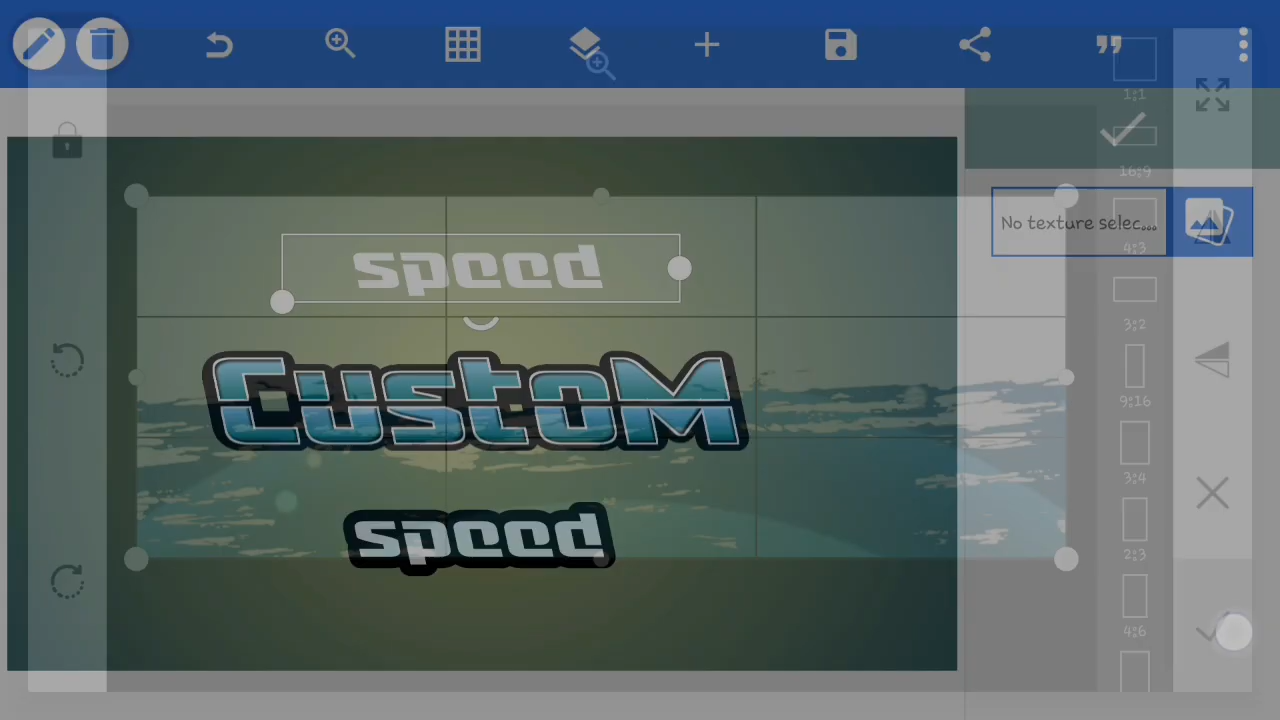 1:1
16:9
No texture selec...
4:3
speed
3:2
CustoM
9:16
3:4
speed
2:3
4:6